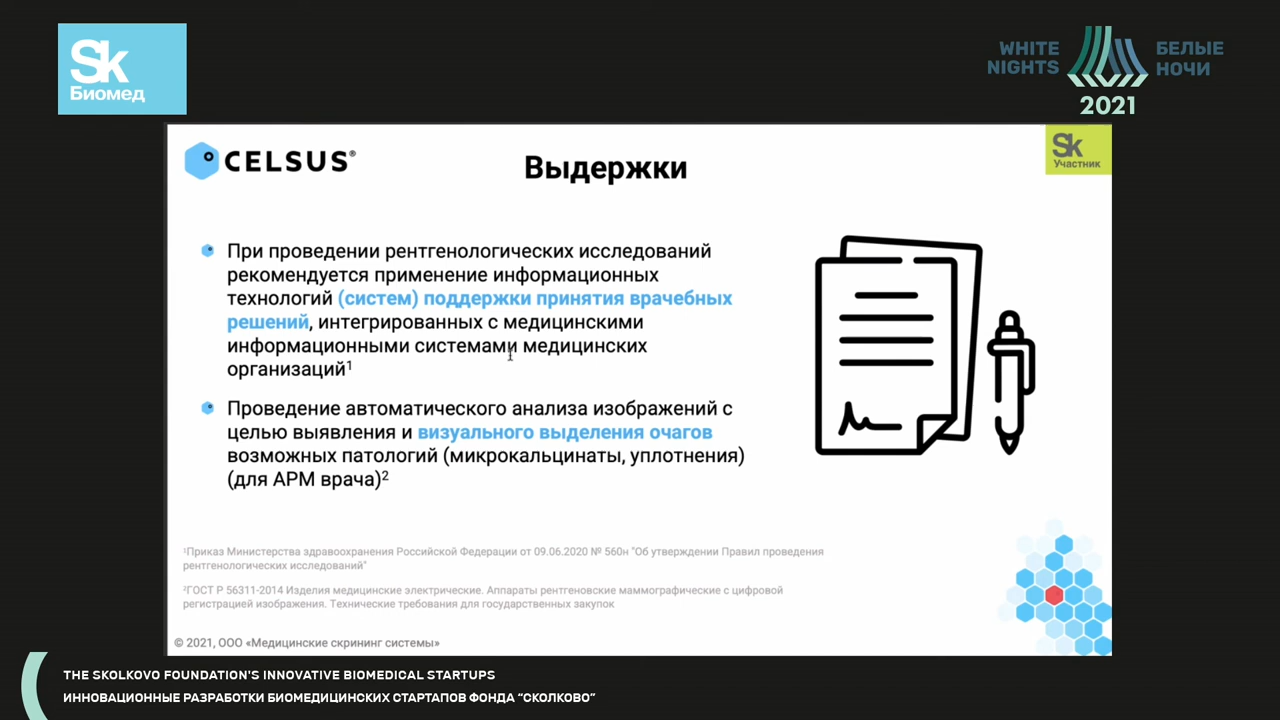 Sk
Биомед
WHITE NIGHTS
БЕЛЫЕ НОЧИ
2021
CELSUS®
Выдержки
Sk
Участник
При проведении рентгенологических исследований
рекомендуется применение информационных
технологий (систем) поддержки принятия врачебных
решений, интегрированных с медицинскими
информационными системами медицинских
организаций¹
Проведение автоматического анализа изображений с
целью выявления и визуального выделения очагов
возможных патологий (микрокальцинаты, уплотнения)
(для АРМ врача)²
¹Приказ Министерства здравоохранения Российской Федерации от 09.06.2020 № 560н "Об утверждении Правил проведения
рентгенологических исследований"
²ГОСТ Р 56311-2014 Изделия медицинские электрические. Аппараты рентгеновские маммографические с цифровой
регистрацией изображения. Технические требования для государственных закупок
© 2021, ООО «Медицинские скрининг системы»
THE SKOLKOVO FOUNDATION'S INNOVATIVE BIOMEDICAL STARTUPS
ИННОВАЦИОННЫЕ РАЗРАБОТКИ БИОМЕДИЦИНСКИХ СТАРТАПОВ ФОНДА "СКОЛКОВО"